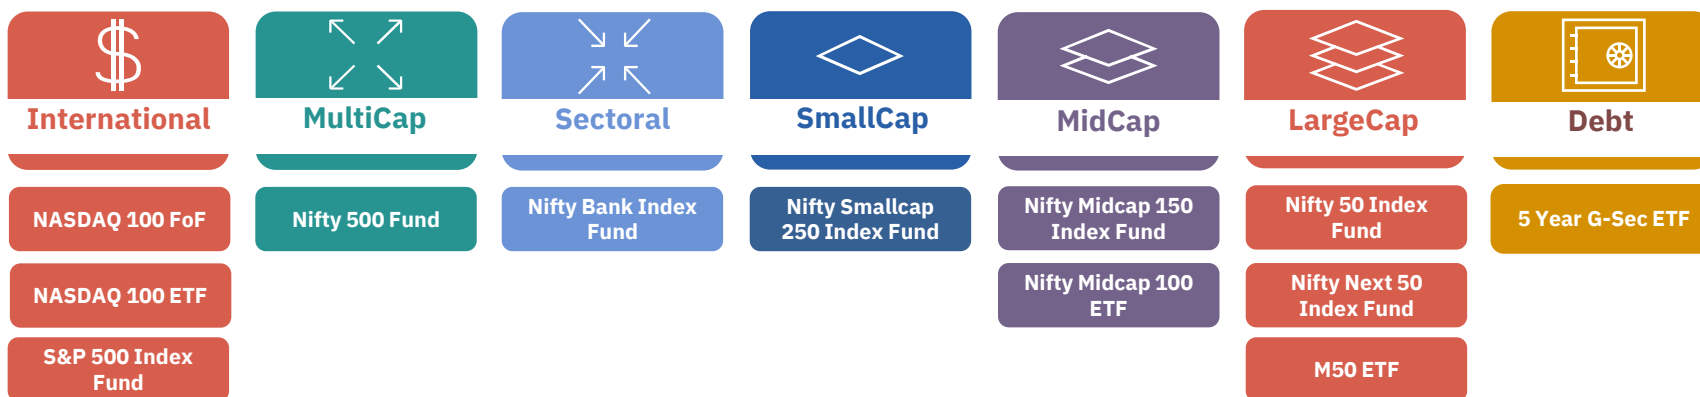 International
MultiCap
Sectoral
SmallCap
MidCap
LargeCap
Debt
NASDAQ 100 FoF
Nifty 500 Fund
Nifty Bank Index
Fund
Nifty Smallcap
250 Index Fund
Nifty Midcap 150
Index Fund
Nifty 50 Index
Fund
5 Year G-Sec ETF
NASDAQ 100 ETF
Nifty Midcap 100
ETF
Nifty Next 50
Index Fund
S&P 500 Index
Fund
M50 ETF